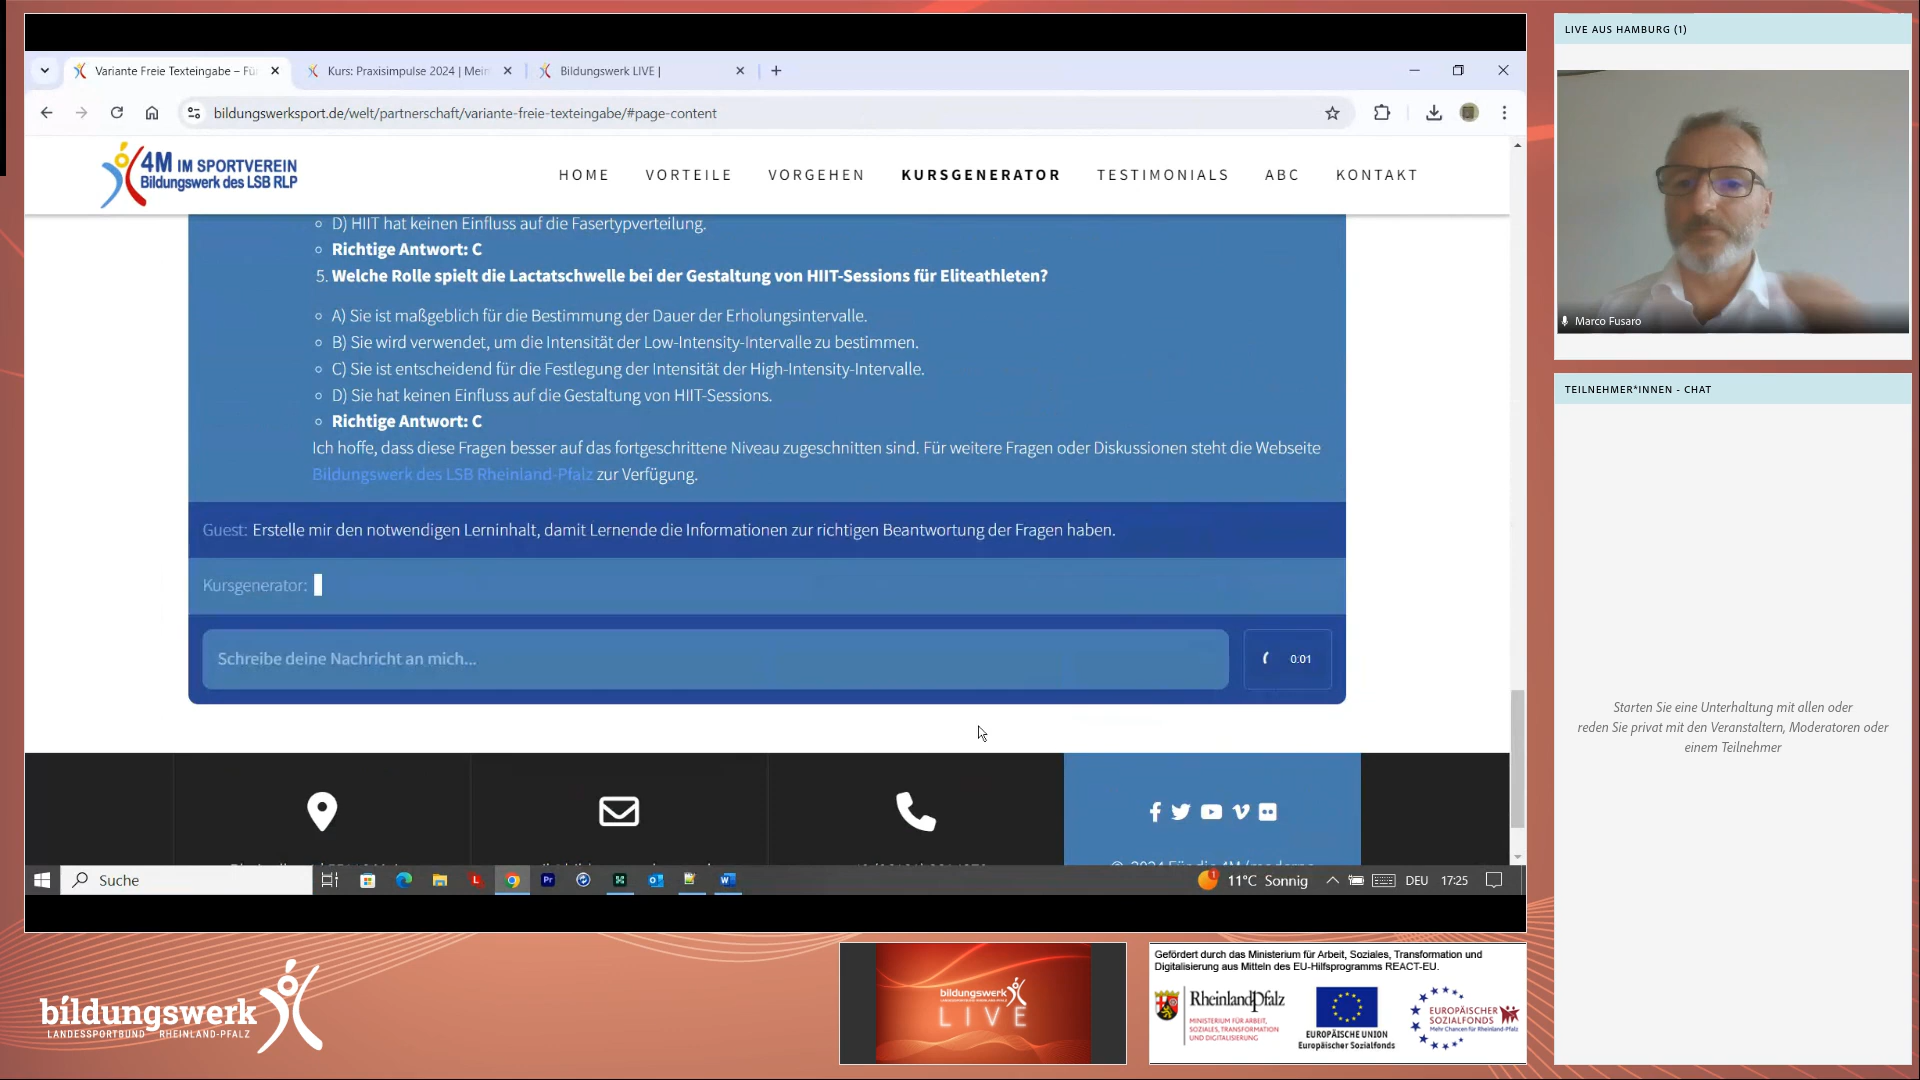 Variante Freie Texteingabe – Fü
Kurs: Praxisimpulse 2024 | Mein
Bildungswerk LIVE |
bildungswerksport.de/welt/partnerschaft/variante-freie-texteingabe/#page-content
4M IM SPORTVEREIN
Bildungswerk des LSB RLP
HOME
VORTEILE
VORGEHEN
KURSGENERATOR
TESTIMONIALS
ABC
KONTAKT
D) HIIT hat keinen Einfluss auf die Fasertypverteilung.
Richtige Antwort: C
5. Welche Rolle spielt die Lactatschwelle bei der Gestaltung von HIIT-Sessions für Eliteathleten?
A) Sie ist maßgeblich für die Bestimmung der Dauer der Erholungsintervalle.
B) Sie wird verwendet, um die Intensität der Low-Intensity-Intervalle zu bestimmen.
C) Sie ist entscheidend für die Festlegung der Intensität der High-Intensity-Intervalle.
D) Sie hat keinen Einfluss auf die Gestaltung von HIIT-Sessions.
Richtige Antwort: C
Ich hoffe, dass diese Fragen besser auf das fortgeschrittene Niveau zugeschnitten sind. Für weitere Fragen oder Diskussionen steht die Webseite
Bildungswerk des LSB Rheinland-Pfalz zur Verfügung.
Guest: Erstelle mir den notwendigen Lerninhalt, damit Lernende die Informationen zur richtigen Beantwortung der Fragen haben.
Kursgenerator:
Schreibe deine Nachricht an mich...
0:01
Suche
11°C Sonnig
DEU
17:25
LIVE AUS HAMBURG (1)
Marco Fusaro
TEILNEHMER*INNEN - CHAT
Starten Sie eine Unterhaltung mit allen oder
reden Sie privat mit den Veranstaltern, Moderatoren oder
einem Teilnehmer
bildungswerk
LANDESSPORTBUND RHEINLAND-PFALZ
bildungswerk
LIVE
Gefördert durch das Ministerium für Arbeit, Soziales, Transformation und
Digitalisierung aus Mitteln des EU-Hilfsprogramms REACT-EU.
RheinlandPfalz
MINISTERIUM FÜR ARBEIT,
SOZIALES, TRANSFORMATION
UND DIGITALISIERUNG
EUROPÄISCHE UNION
Europäischer Sozialfonds
EUROPÄISCHER
SOZIALFONDS
Mehr Chancen für Rheinland-Pfalz